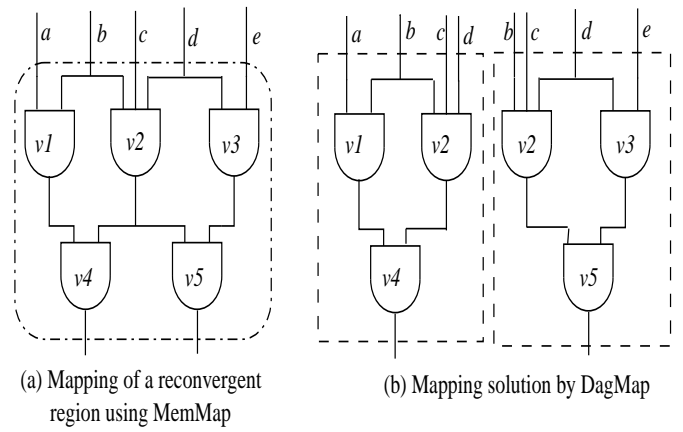 a b c d e b c d b c d e
a
v1 v2 v3 v1 v2 v2 v3
v4 v5 v4 v5
(a) Mapping of a reconvergent
region using MemMap
(b) Mapping solution by DagMap